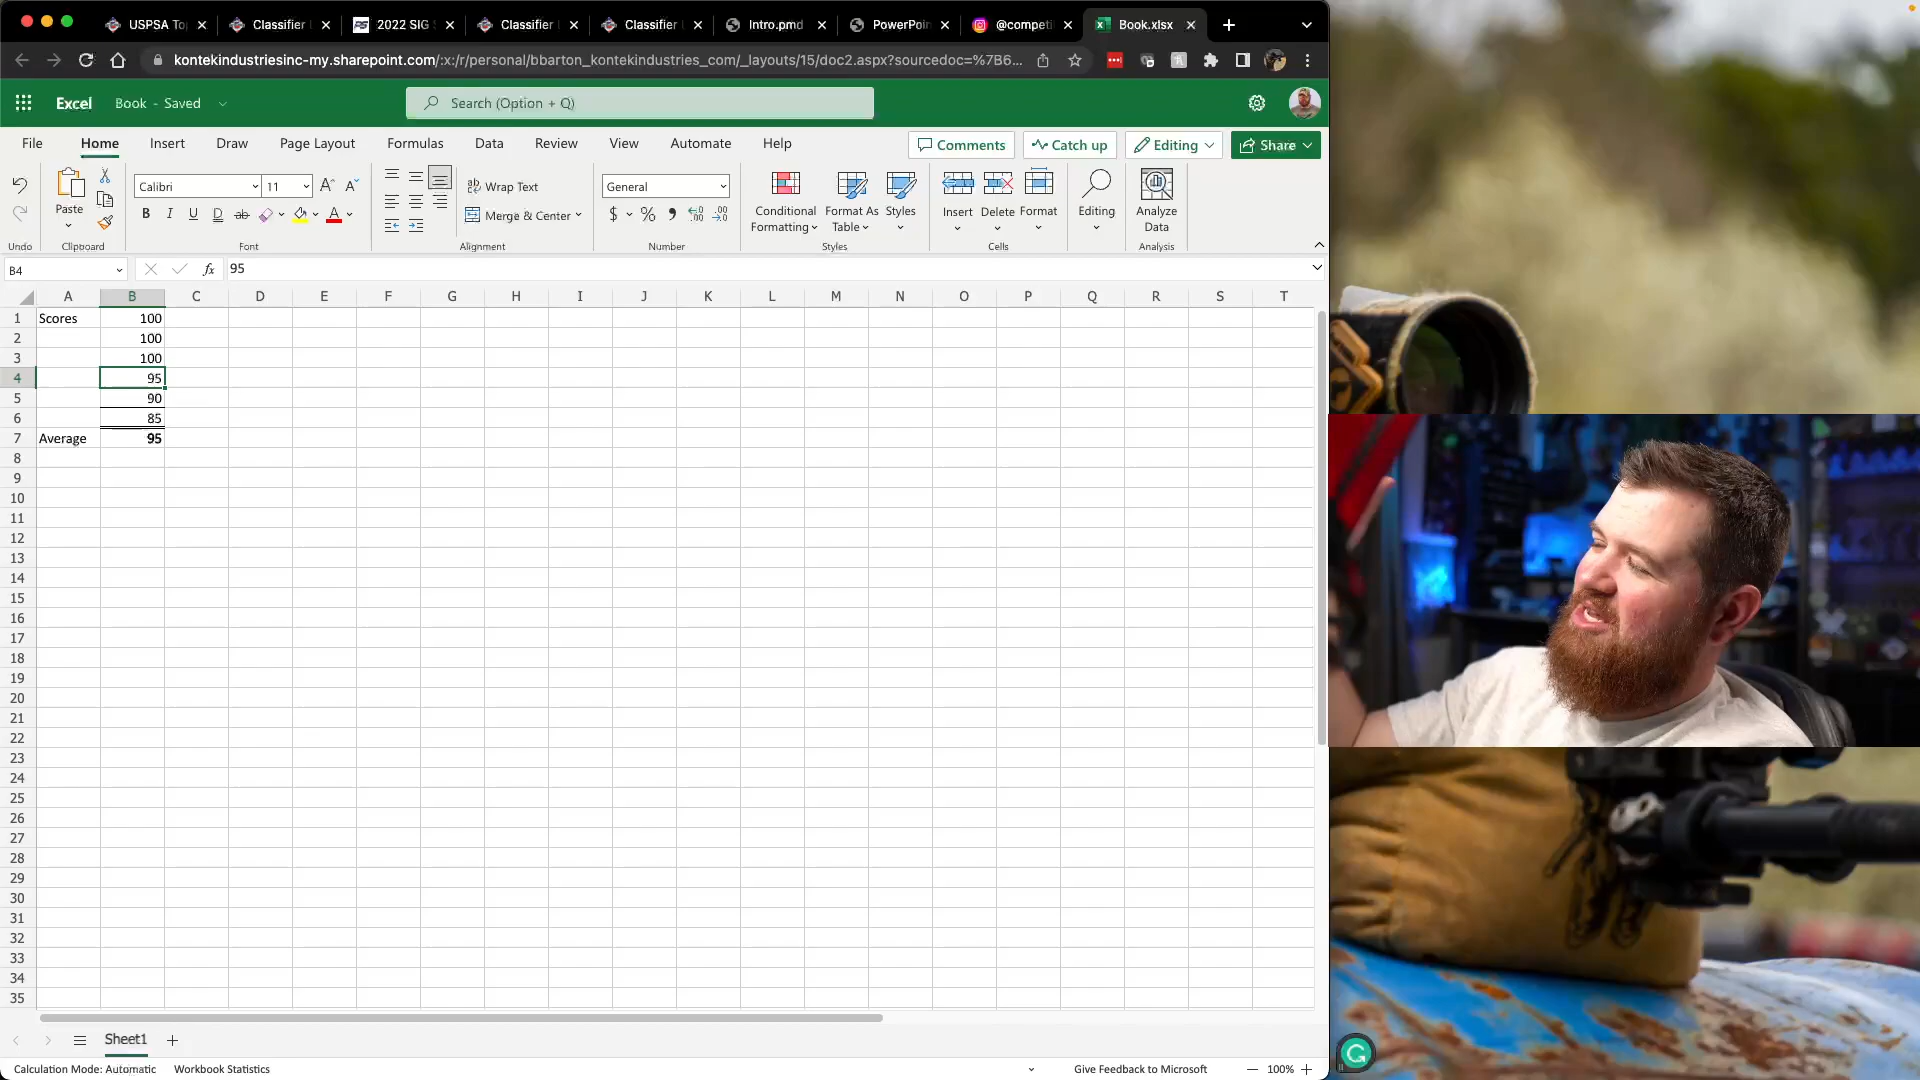 USPSA To
Classifier
2022 SIG
Classifier
Classifier
Intro.pmd
PowerPoin
@competi
Book.xlsx
kontekindustriesinc-my.sharepoint.com/:x:/r/personal/bbarton_kontekindustries_com/_layouts/15/doc2.aspx?sourcedoc=%7B6...
Excel Book - Saved Search (Option + Q)
File Home Insert Draw Page Layout Formulas Data Review View Automate Help Comments Catch up Editing Share
Calibri 11 Wrap Text General
Paste Merge & Center $ % Conditional Formatting Format As Table Styles Insert Delete Format Editing Analyze Data
Undo Clipboard Font Alignment Number Styles Cells Analysis
B4 fx 95
A B C D E F G H I J K L M N O P Q R S T
1 Scores 100
2 100
3 100
4 95
5 90
6 85
7 Average 95
8
9
10
11
12
13
14
15
16
17
18
19
20
21
22
23
24
25
26
27
28
29
30
31
32
33
34
35
Sheet1
Calculation Mode: Automatic Workbook Statistics Give Feedback to Microsoft 100%